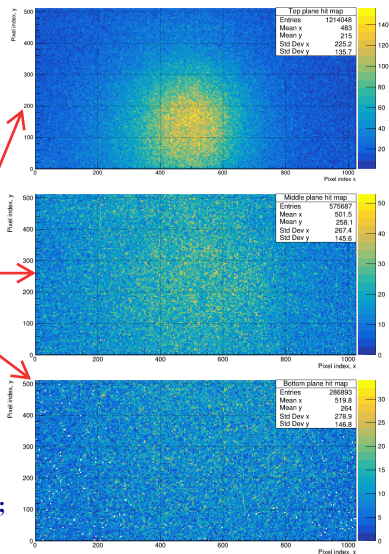 Top plane hit map
Entries 1214048
Mean x 483
Mean y 215
Std Dev x 225.2
Std Dev y 135.7
Pixel index, y
500
400
300
200
100
0
0 200 400 600 800 1000
Pixel index x
140
120
100
80
60
40
20
Middle plane hit map
Entries 575687
Mean x 501.5
Mean y 258.1
Std Dev x 267.4
Std Dev y 145.6
Pixel index, y
500
400
300
200
100
0
0 200 400 600 800 1000
Pixel index x
50
40
30
20
10
0
Bottom plane hit map
Entries 286893
Mean x 519.8
Mean y 264
Std Dev x 278.9
Std Dev y 146.8
Pixel index, y
500
400
300
200
100
0
0 200 400 600 800 1000
Pixel index x
30
25
20
15
10
5
0
;